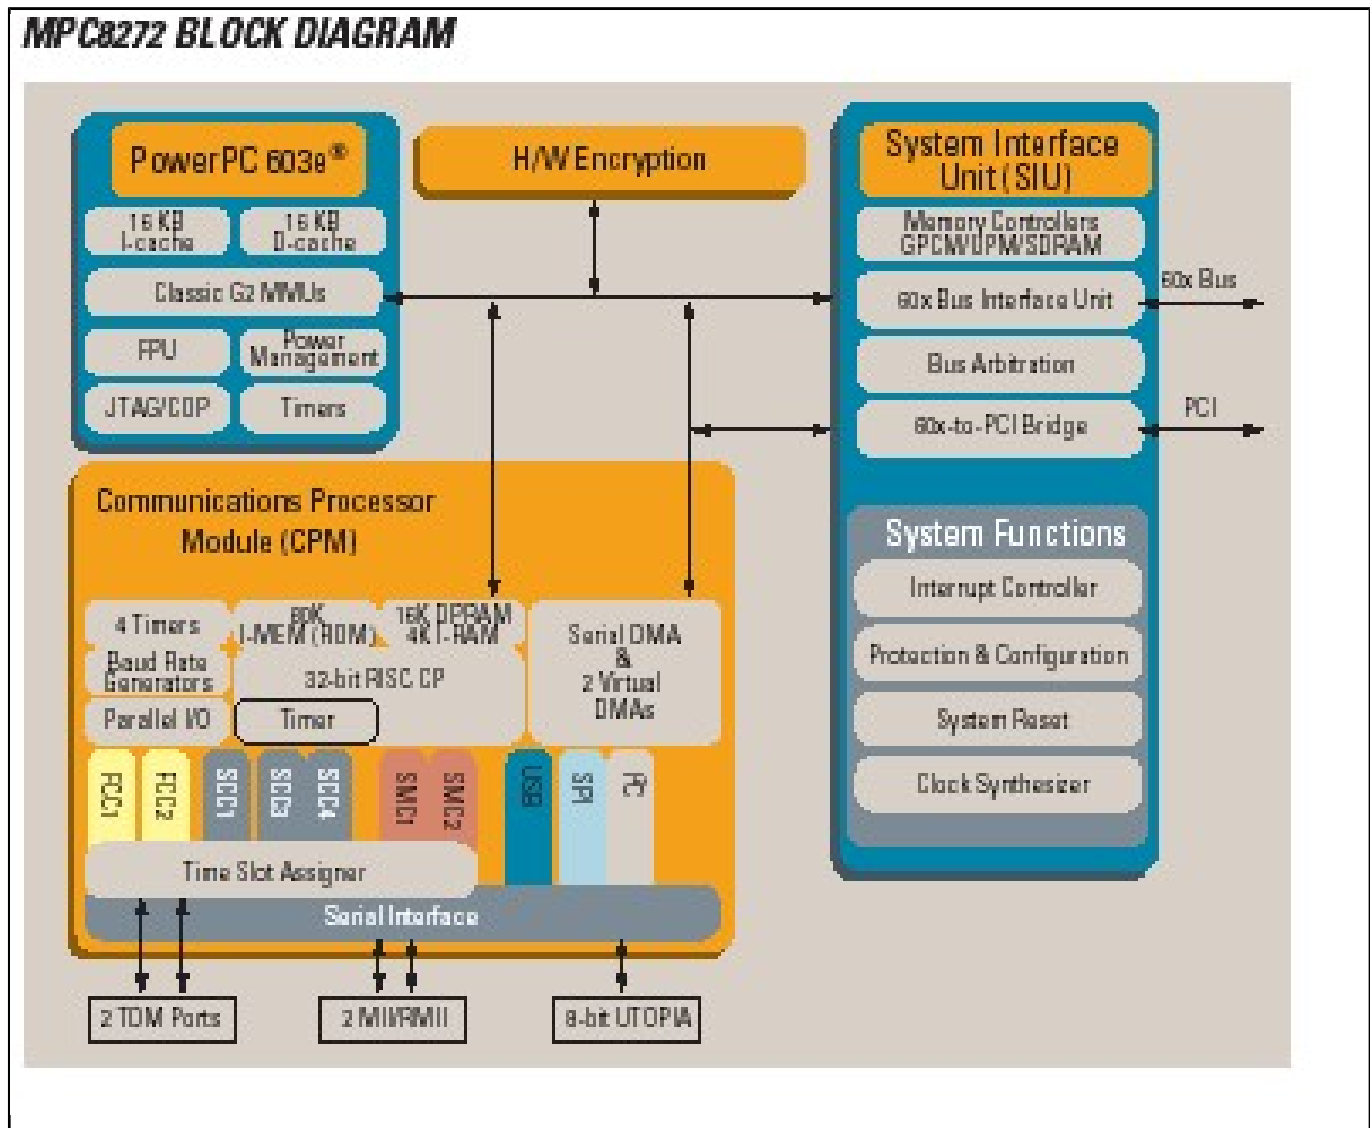 MPC8272 BLOCK DIAGRAM
PowerPC 603e®
16 KB
I-cache
16 KB
D-cache
Classic G2 MMUs
FPU
Power
Management
JTAG/COP
Timers
H/W Encryption
System Interface
Unit (SIU)
Memory Controllers
GPCM/UPM/SDRAM
60x Bus Interface Unit
Bus Arbitration
60x-to-PCI Bridge
60x Bus
PCI
System Functions
Interrupt Controller
Protection & Configuration
System Reset
Clock Synthesizer
Communications Processor
Module (CPM)
4 Timers
Baud Rate
Generators
Parallel I/O
I-MEM (ROM)
16K DPRAM
4K I-RAM
32-bit RISC CP
Timer
Serial DMA
&
2 Virtual
DMAs
FCC1
FCC2
SCC1
SCC3
SCC4
SMC1
SMC2
USB
SPI
Time Slot Assigner
Serial Interface
2 TDM Ports
2 MII/RMII
8-bit UTOPIA